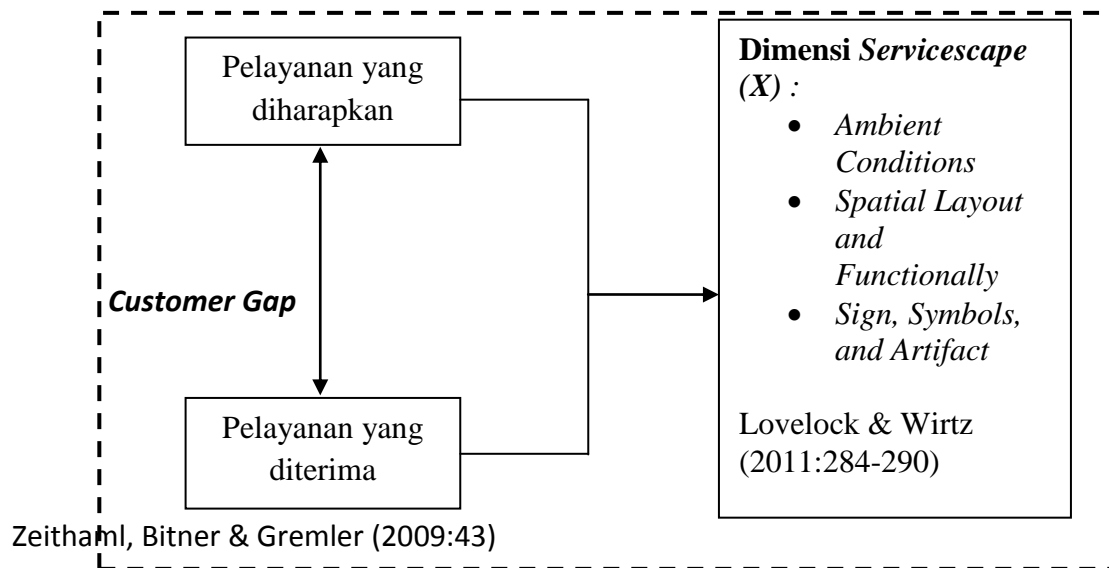 Pelayanan yang
diharapkan
Customer Gap
Pelayanan yang
diterima
Zeithaml, Bitner & Gremler (2009:43)
Dimensi Servicescape
(X) :
• Ambient
Conditions
• Spatial Layout
and
Functionally
• Sign, Symbols,
and Artifact
Lovelock & Wirtz
(2011:284-290)